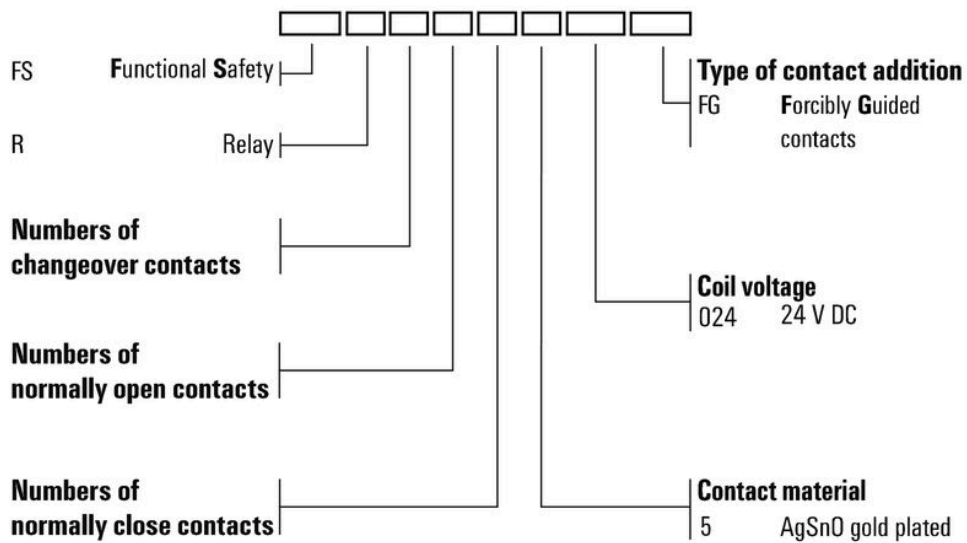 FS Functional Safety
R Relay
Numbers of
changeover contacts
Numbers of
normally open contacts
Numbers of
normally close contacts
Type of contact addition
FG Forcibly Guided
contacts
Coil voltage
024 24 V DC
Contact material
5 AgSnO gold plated